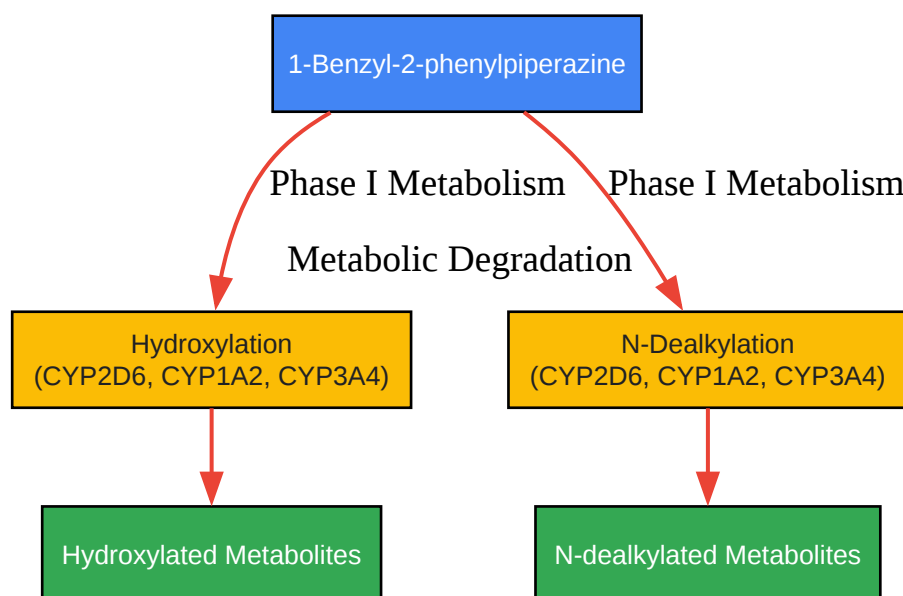 1-Benzyl-2-phenylpiperazine
Phase I Metabolism
Phase I Metabolism
Metabolic Degradation
Hydroxylation
(CYP2D6, CYP1A2, CYP3A4)
N-Dealkylation
(CYP2D6, CYP1A2, CYP3A4)
Hydroxylated Metabolites
N-dealkylated Metabolites